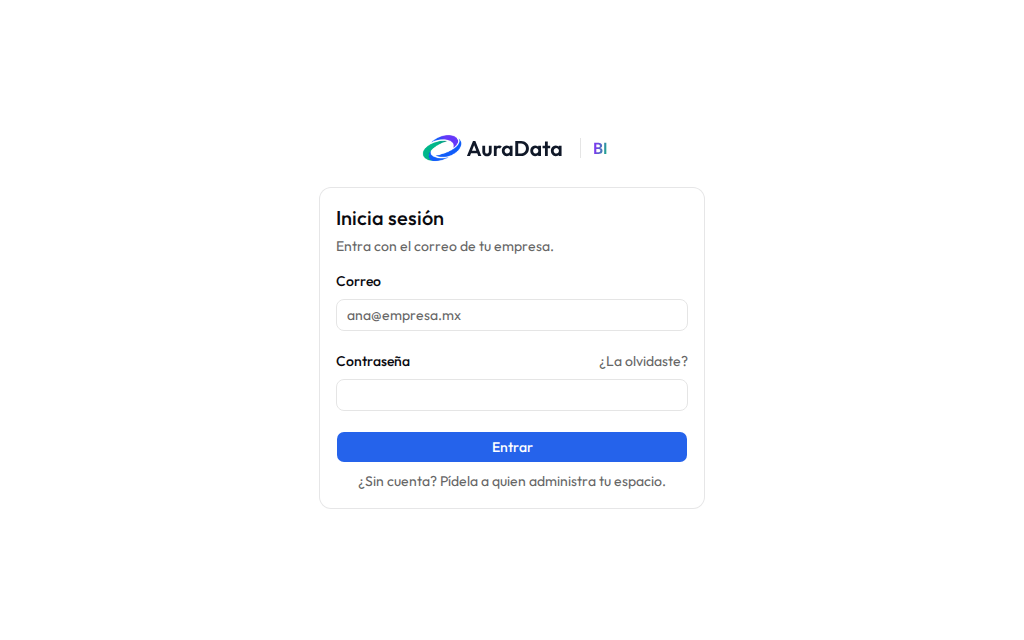 AuraData BI
Inicia sesión
Entra con el correo de tu empresa.
Correo
ana@empresa.mx
Contraseña ¿La olvidaste?
Entrar
¿Sin cuenta? Pídela a quien administra tu espacio.